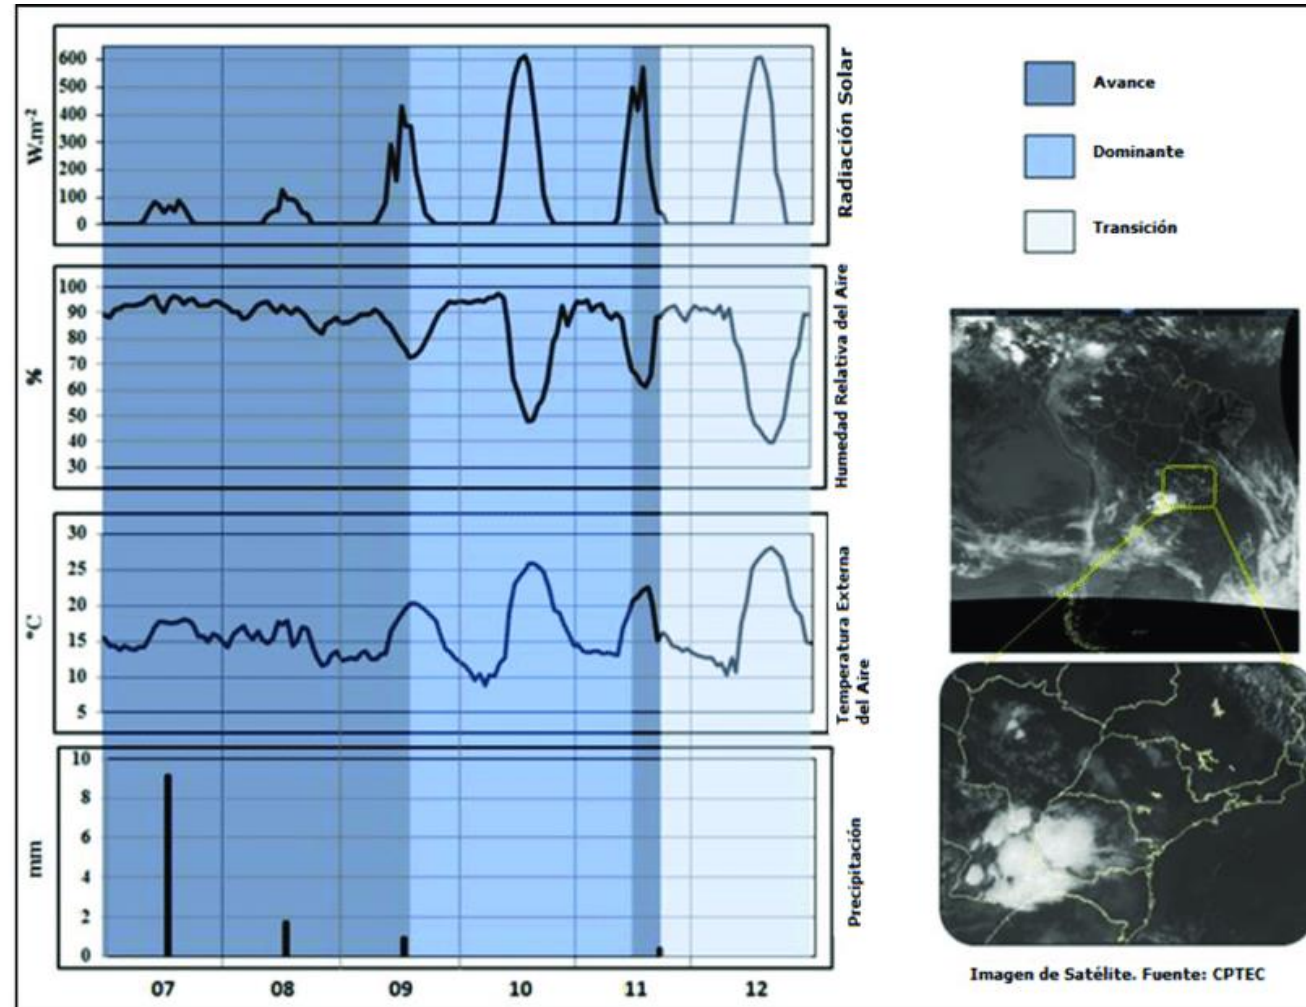 600
500
400
300
200
100
0
W.m-2
Radiación Solar
100
90
80
70
60
50
40
30
%
Humedad Relativa del Aire
30
25
20
15
10
5
°C
Temperatura Externa
del Aire
10
8
6
4
2
0
mm
Precipitación
07
08
09
10
11
12
Avance
Dominante
Transición
Imagen de Satélite. Fuente: CPTEC